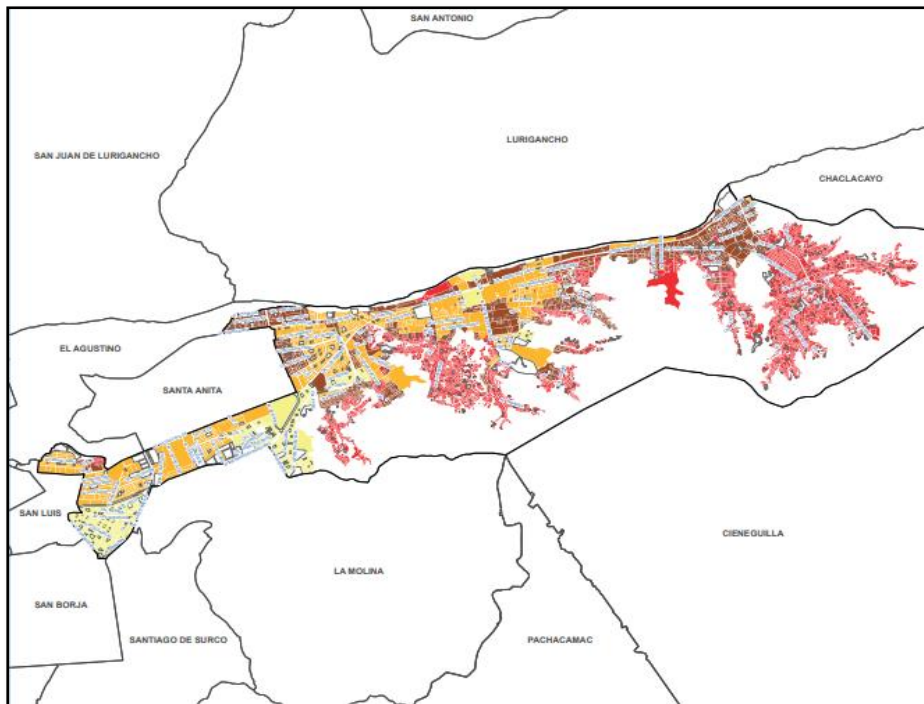 SAN ANTONIO
LURIGANCHO
SAN JUAN DE LURIGANCHO
CHACLACAYO
EL AGUSTINO
SANTA ANITA
SAN LUIS
CIENEGUILLA
LA MOLINA
SAN BORJA
SANTIAGO DE SURCO
PACHACAMAC